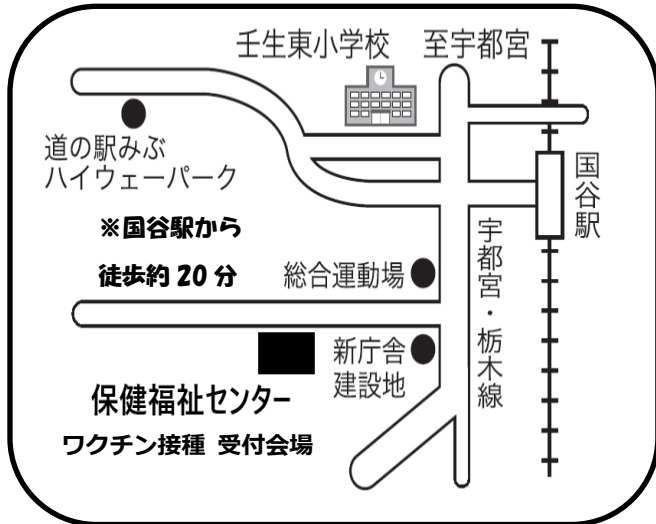 壬生東小学校
至宇都宮
道の駅みぶ
ハイウェーパーク
国谷駅
※国谷駅から
徒歩約 20 分
総合運動場
宇都宮・栃木線
新庁舎
建設地
保健福祉センター
ワクチン接種 受付会場